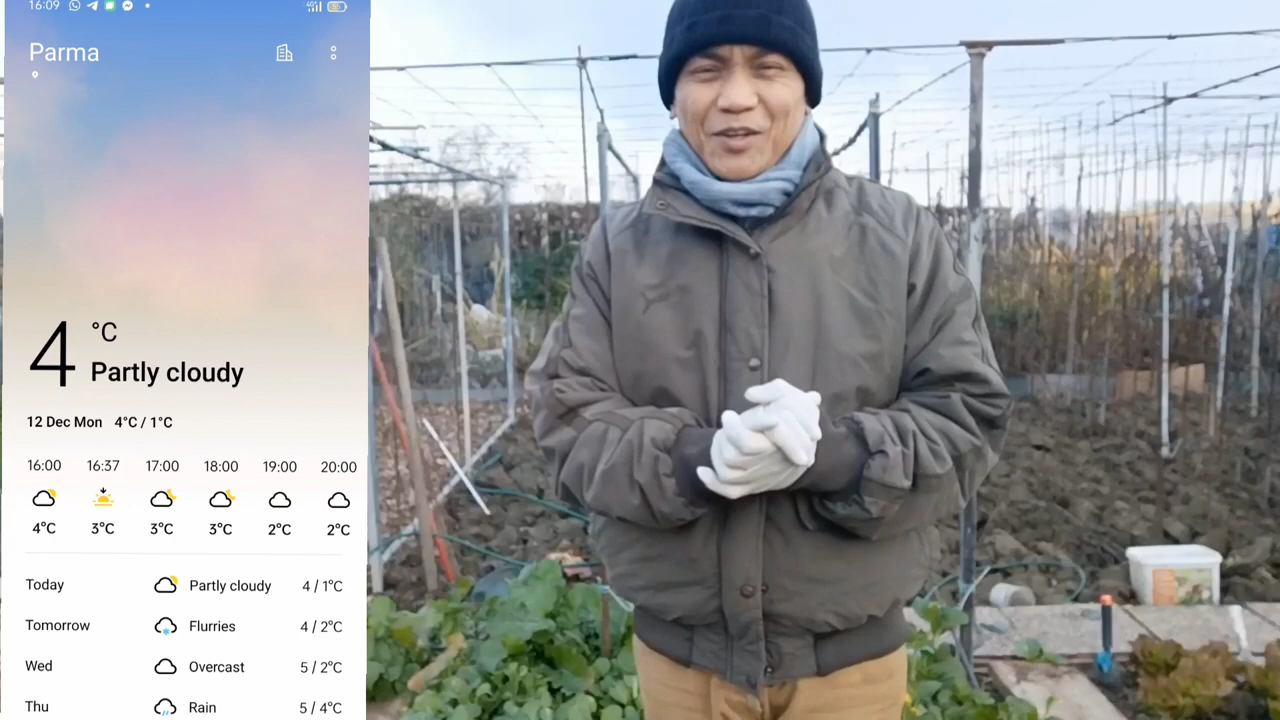 16:09
Parma
4 °C
Partly cloudy
12 Dec Mon 4°C / 1°C
16:00 16:37 17:00 18:00 19:00 20:00
4°C 3°C 3°C 3°C 2°C 2°C
Today Partly cloudy 4 / 1°C
Tomorrow Flurries 4 / 2°C
Wed Overcast 5 / 2°C
Thu Rain 5 / 4°C